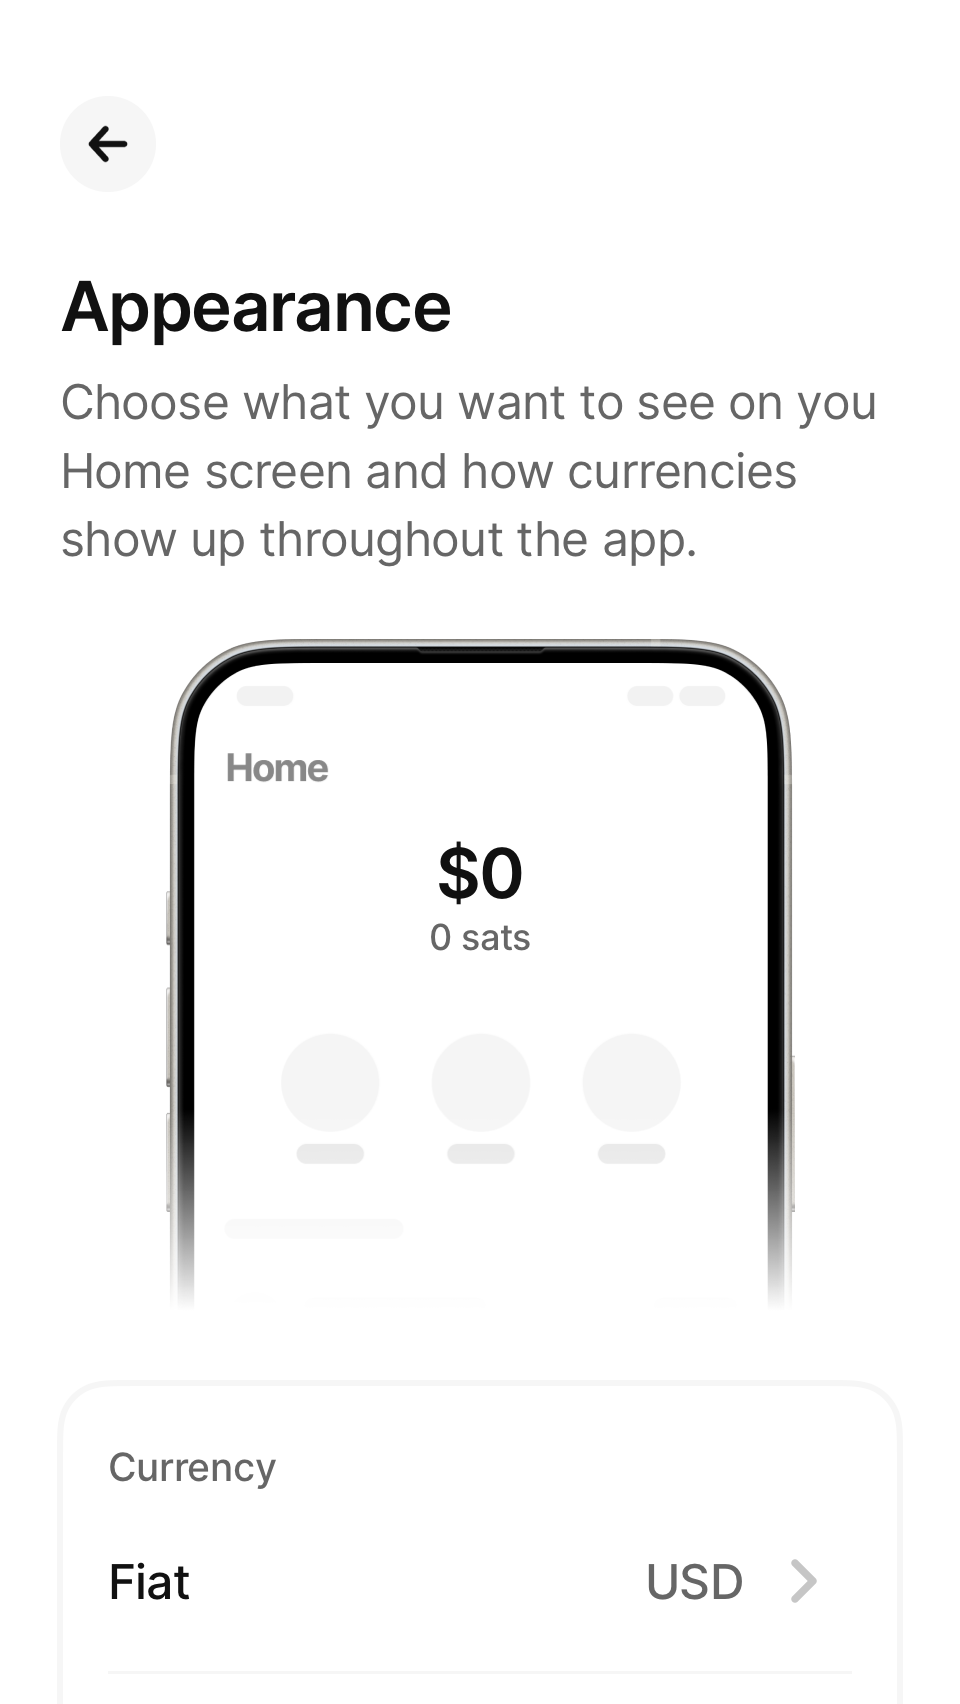 Appearance
Choose what you want to see on you
Home screen and how currencies
show up throughout the app.
Home
$0
0 sats
Currency
Fiat USD